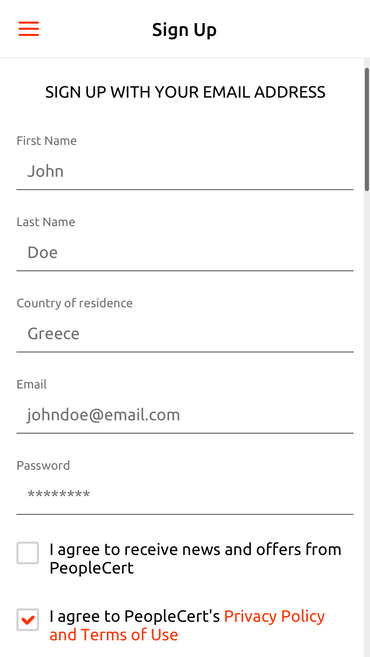 Sign Up
SIGN UP WITH YOUR EMAIL ADDRESS
First Name
John
Last Name
Doe
Country of residence
Greece
Email
johndoe@email.com
Password
********
I agree to receive news and offers from
PeopleCert
I agree to PeopleCert's Privacy Policy
and Terms of Use